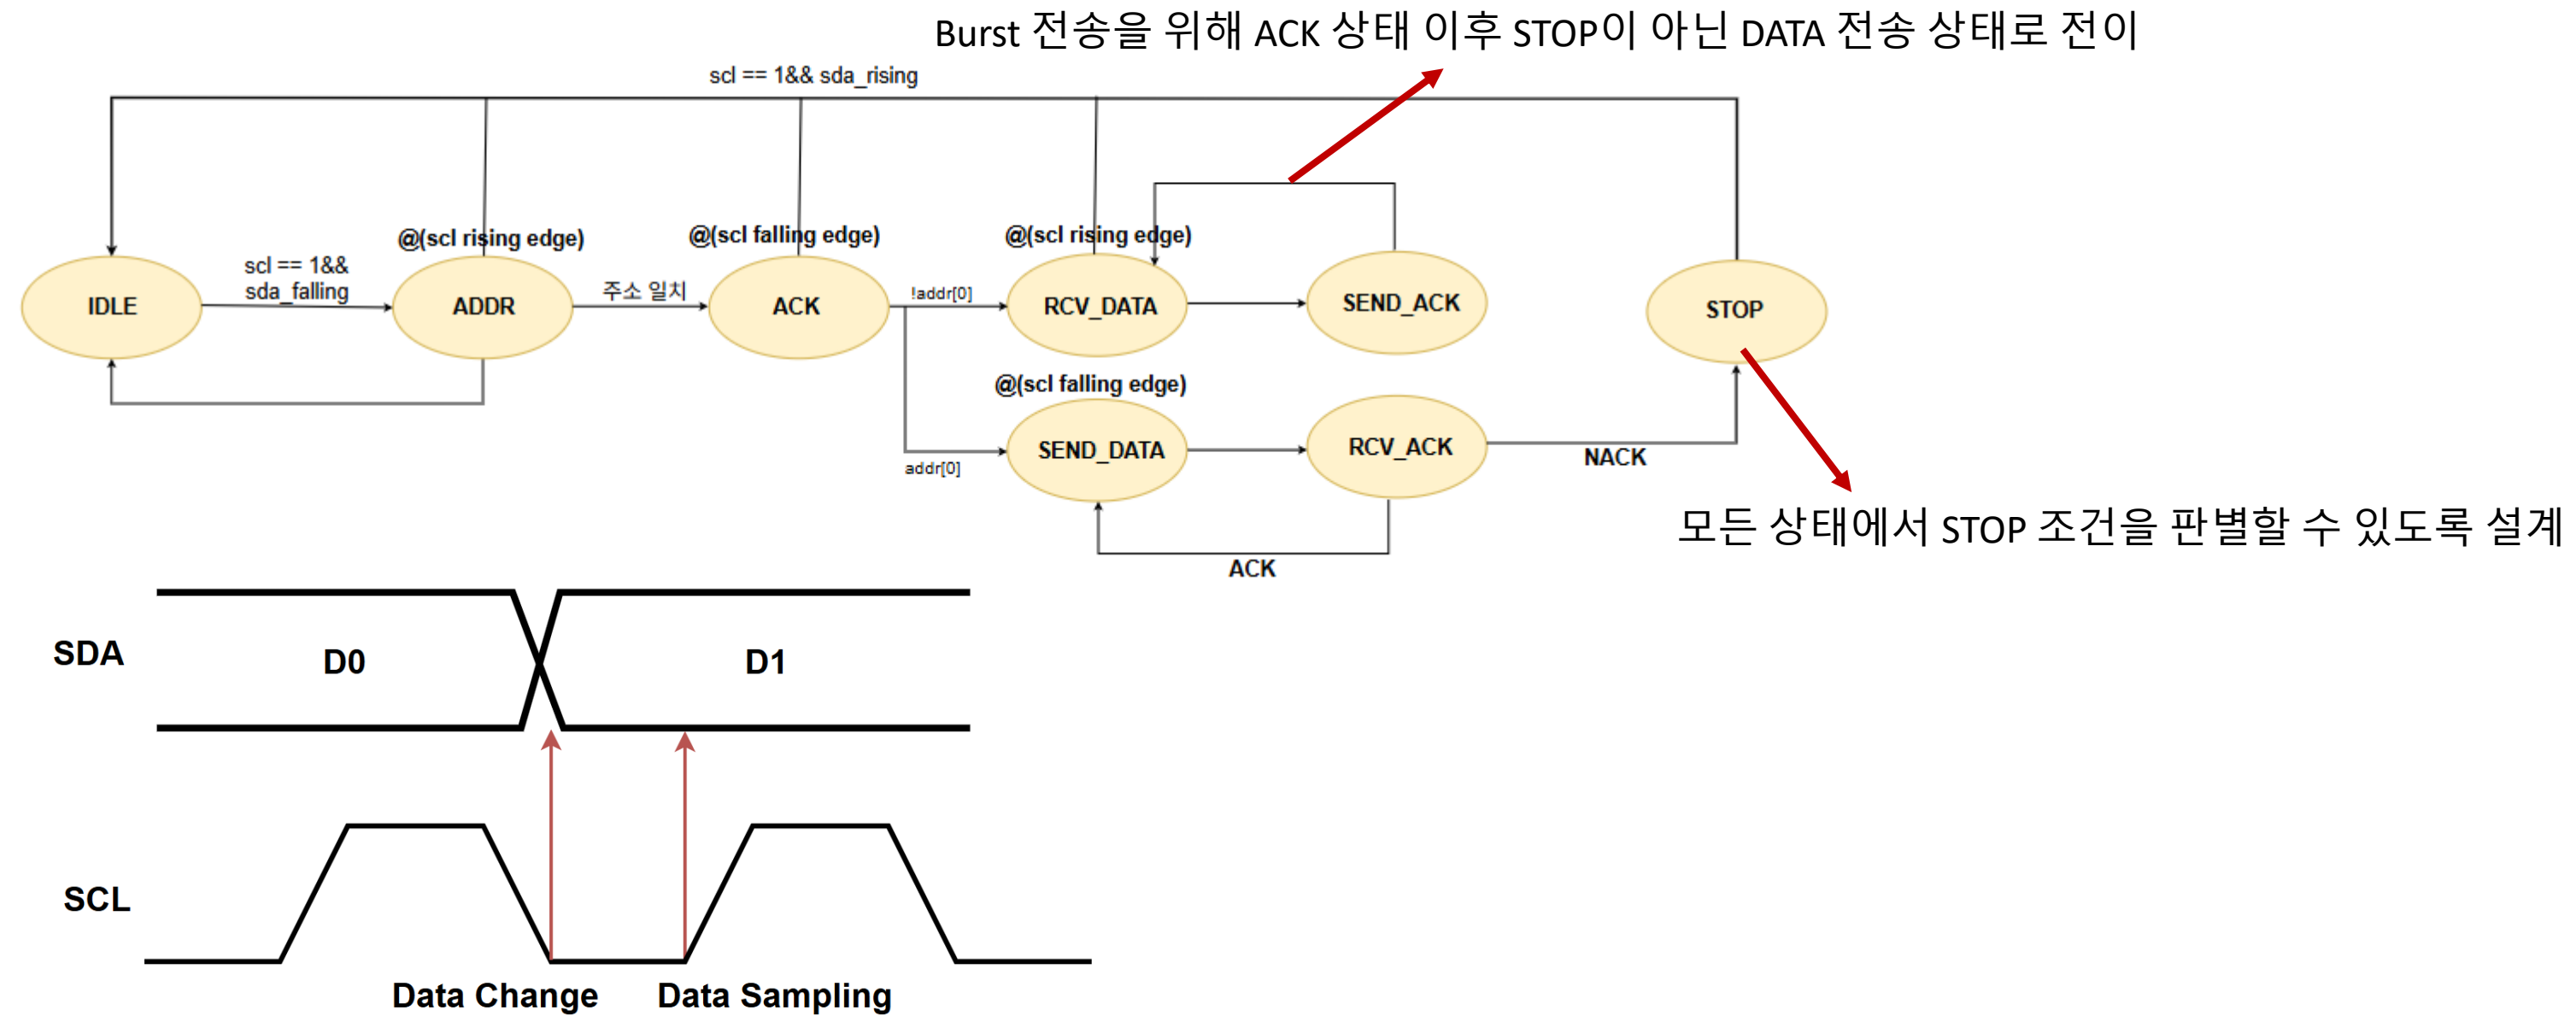 Burst 전송을 위해 ACK 상태 이후 STOP이 아닌 DATA 전송 상태로 전이
scl == 1&& sda_rising
@(scl rising edge)
@(scl falling edge)
@(scl rising edge)
scl == 1&&
sda_falling
주소 일치
!addr[0]
IDLE
ADDR
ACK
RCV_DATA
SEND_ACK
STOP
@(scl falling edge)
addr[0]
SEND_DATA
RCV_ACK
NACK
ACK
모든 상태에서 STOP 조건을 판별할 수 있도록 설계
SDA
D0
D1
SCL
Data Change
Data Sampling